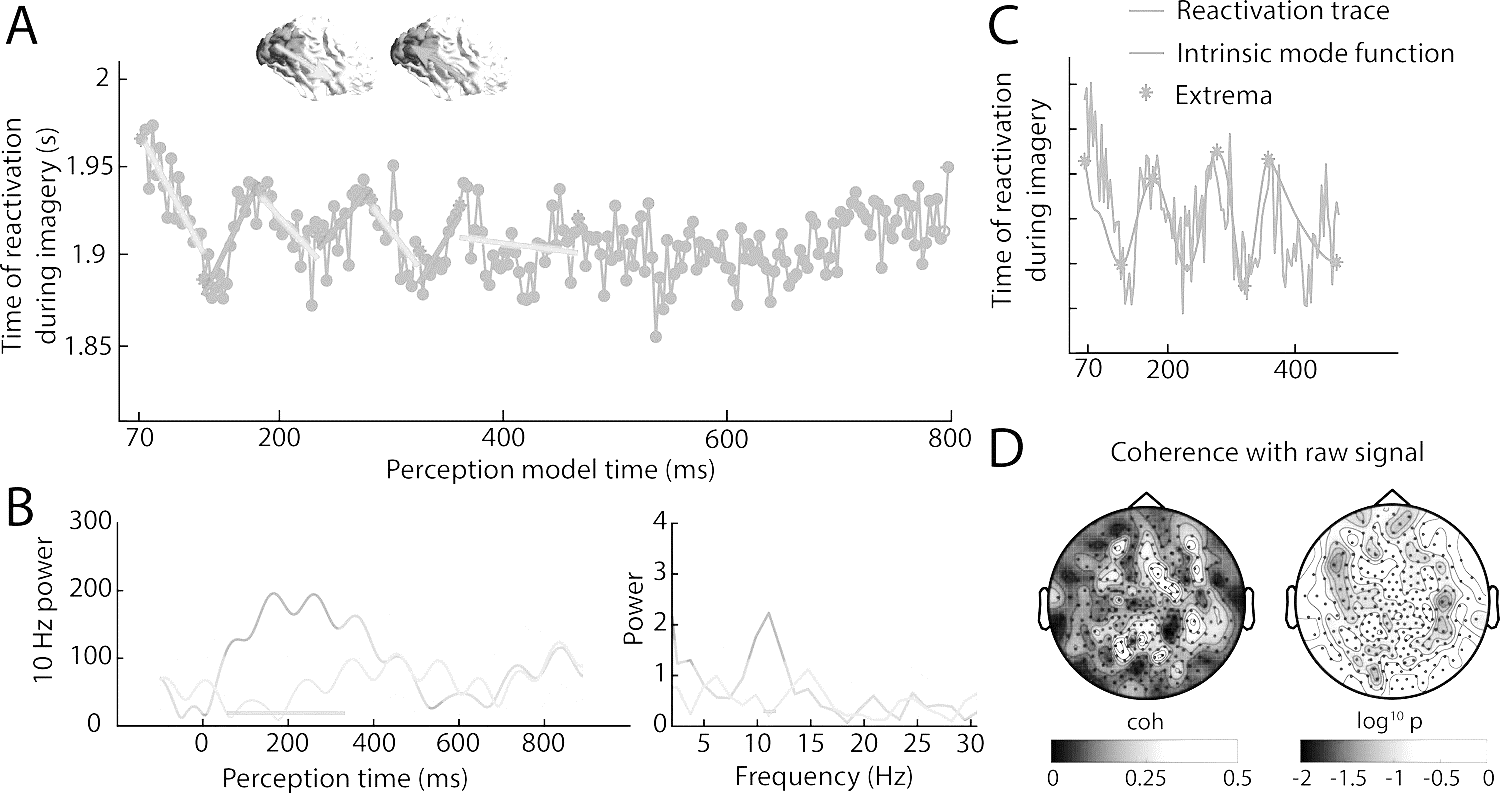 A
2
1.95
1.9
1.85
Time of reactivation
during imagery (s)
70
200
400
600
800
Perception model time (ms)
B
300
200
100
0
10 Hz power
0
200
400
600
800
Perception time (ms)
4
3
2
1
0
Power
5
10
15
20
25
30
Frequency (Hz)
C
Reactivation trace
Intrinsic mode function
Extrema
Time of reactivation
during imagery
70
200
400
D
Coherence with raw signal
coh
0
0.25
0.5
log¹⁰ p
-2
-1.5
-1
-0.5
0